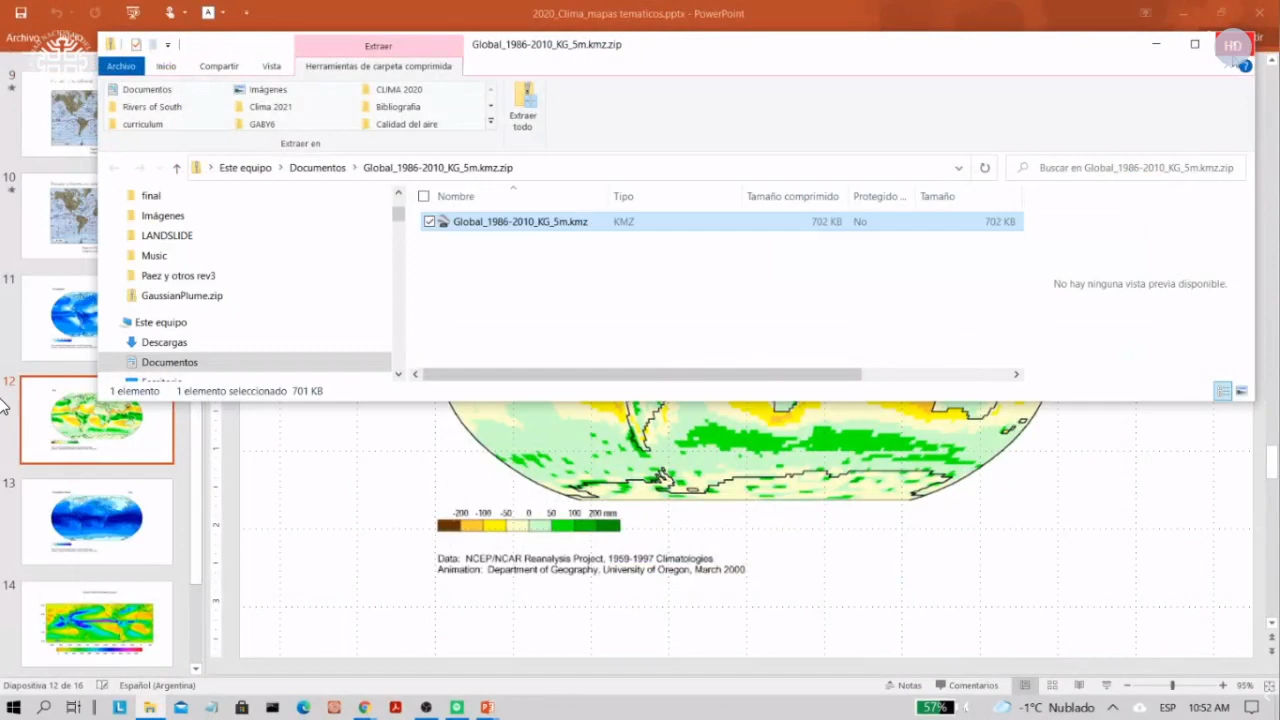 2020_Clima_mapas tematicos.pptx - PowerPoint
Archivo
Extraer
Global_1986-2010_KG_5m.kmz.zip
HD
Archivo Inicio Compartir Vista Herramientas de carpeta comprimida
Documentos Imágenes CLIMA 2020
Rivers of South Clima 2021 Bibliografia
curriculum GABY6 Calidad del aire
Extraer todo
Extraer en
Este equipo > Documentos > Global_1986-2010_KG_5m.kmz.zip
Buscar en Global_1986-2010_KG_5m.kmz.zip
Nombre Tipo Tamaño comprimido Protegido ... Tamaño
Global_1986-2010_KG_5m.kmz KMZ 702 KB No 702 KB
No hay ninguna vista previa disponible.
final
Imágenes
LANDSLIDE
Music
Paez y otros rev3
GaussianPlume.zip
Este equipo
Descargas
Documentos
1 elemento 1 elemento seleccionado 701 KB
9
10
11
12
13
14
-200 -100 -50 0 50 100 200 mm
Data: NCEP/NCAR Reanalysis Project, 1959-1997 Climatologies
Animation: Department of Geography, University of Oregon, March 2000
1
2
3
Diapositiva 12 de 16 Español (Argentina) Notas Comentarios 95%
57% -1°C Nublado ESP 10:52 AM